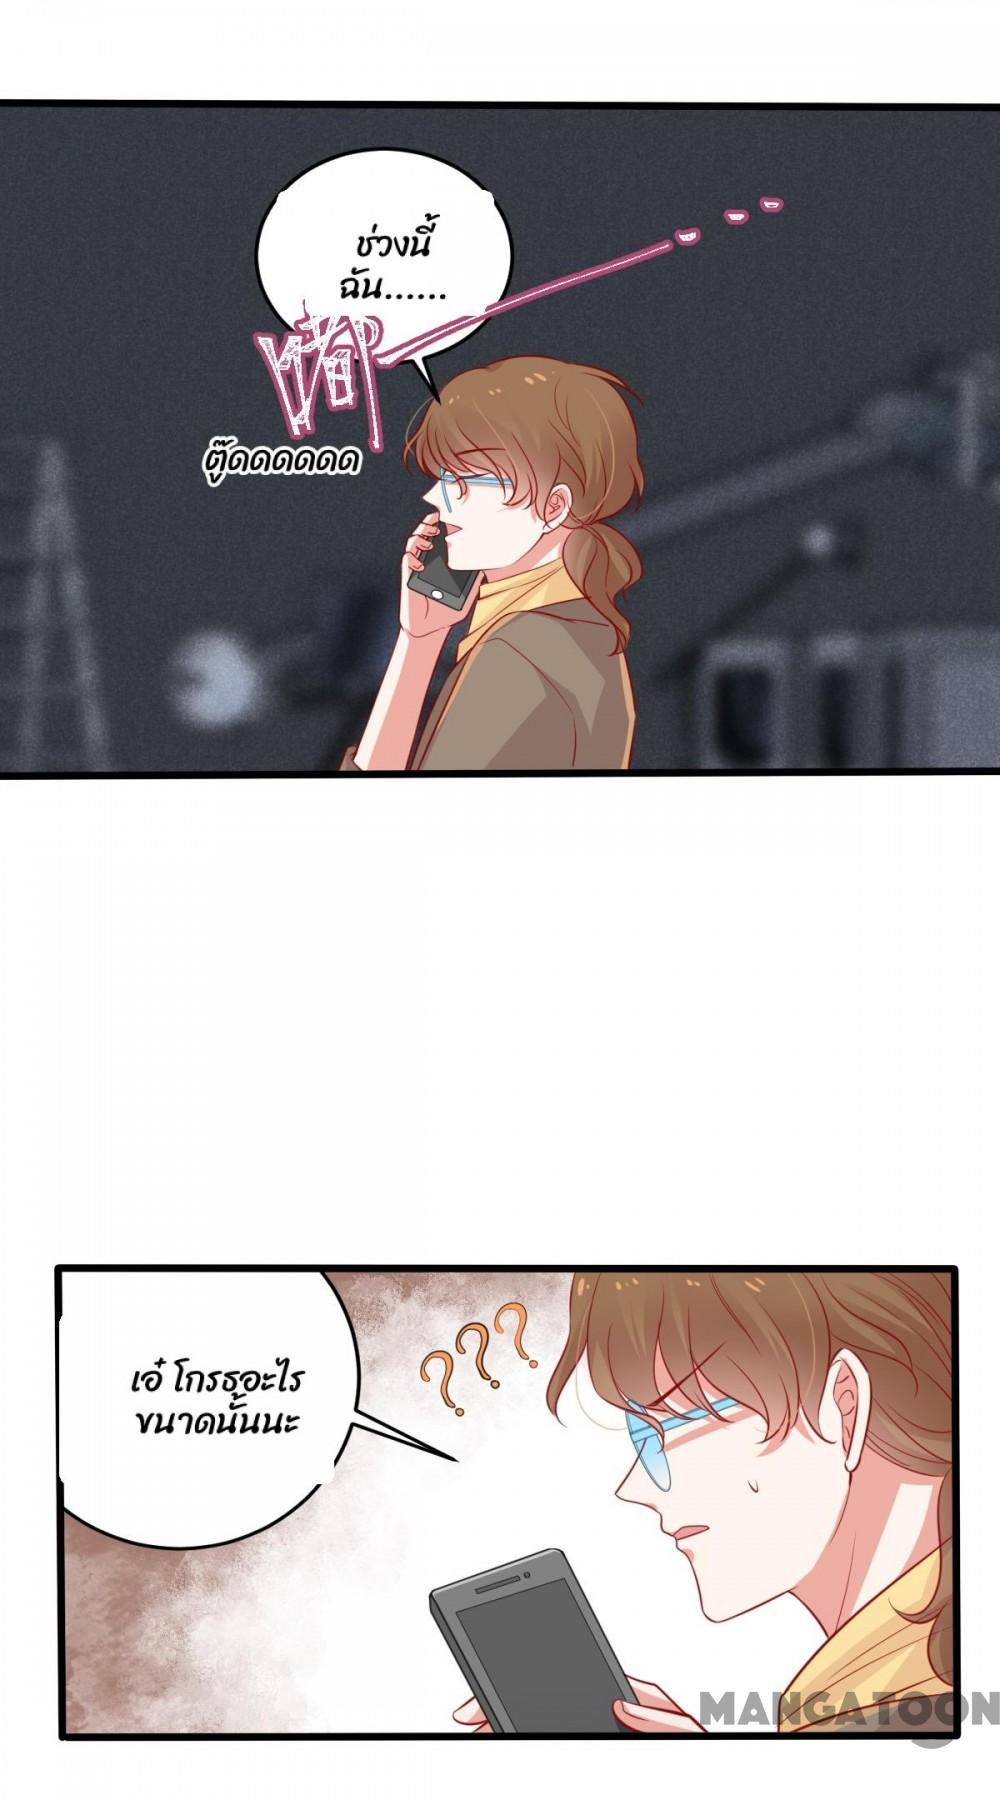 ช่วงนี้
ฉัน......
ตู๊ดดดดดดด
???
เอ๋ โกรธอะไร
ขนาดนั้นนะ
MANGATOON